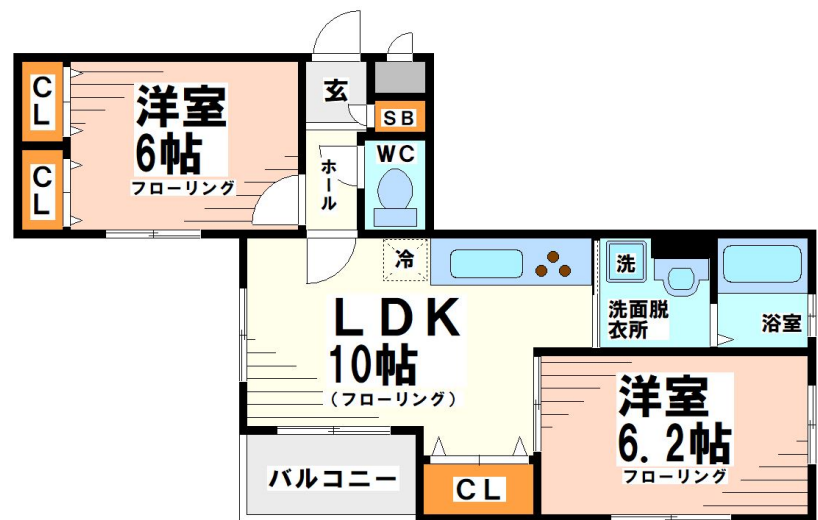 CL
CL
洋室
6帖
フローリング
玄
SB
WC
ホール
冷
洗
洗面脱
衣所
浴室
LDK
10帖
(フローリング)
洋室
6.2帖
フローリング
バルコニー
CL